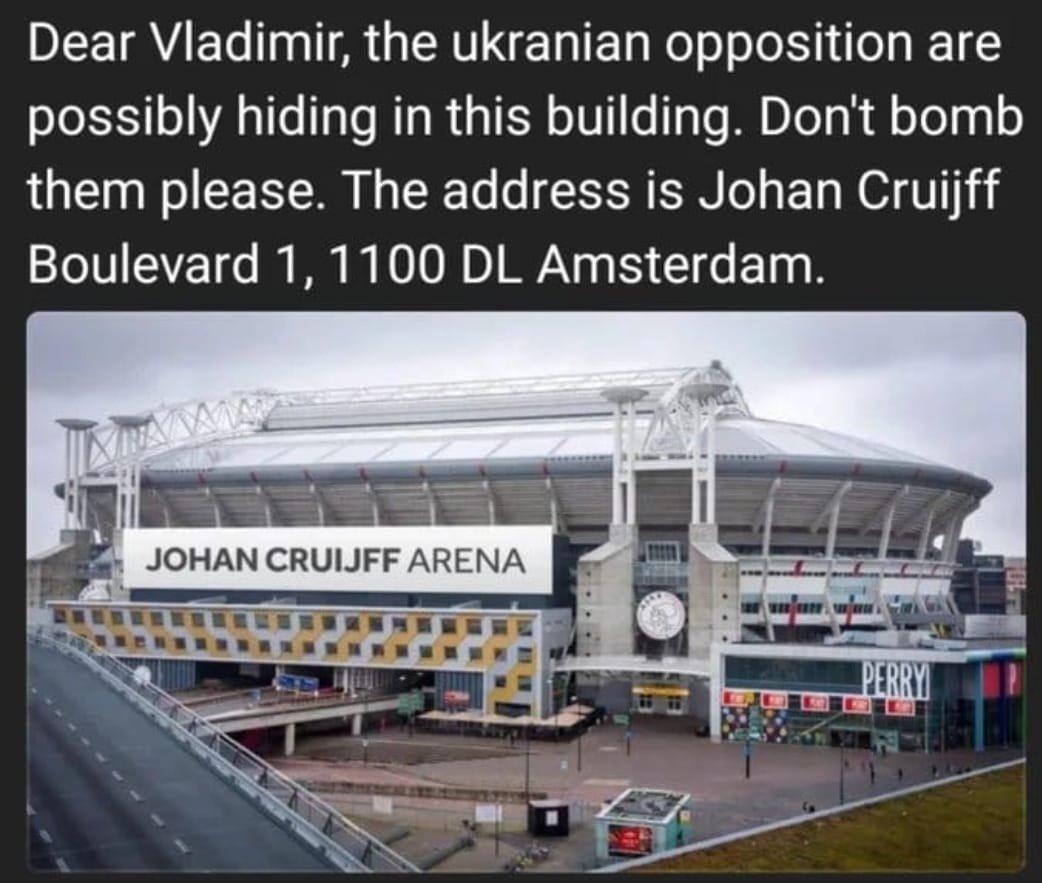 Dear Vladimir, the ukranian opposition are
possibly hiding in this building. Don't bomb
them please. The address is Johan Cruijff
Boulevard 1, 1100 DL Amsterdam.
JOHAN CRUIJFF ARENA
PERRY